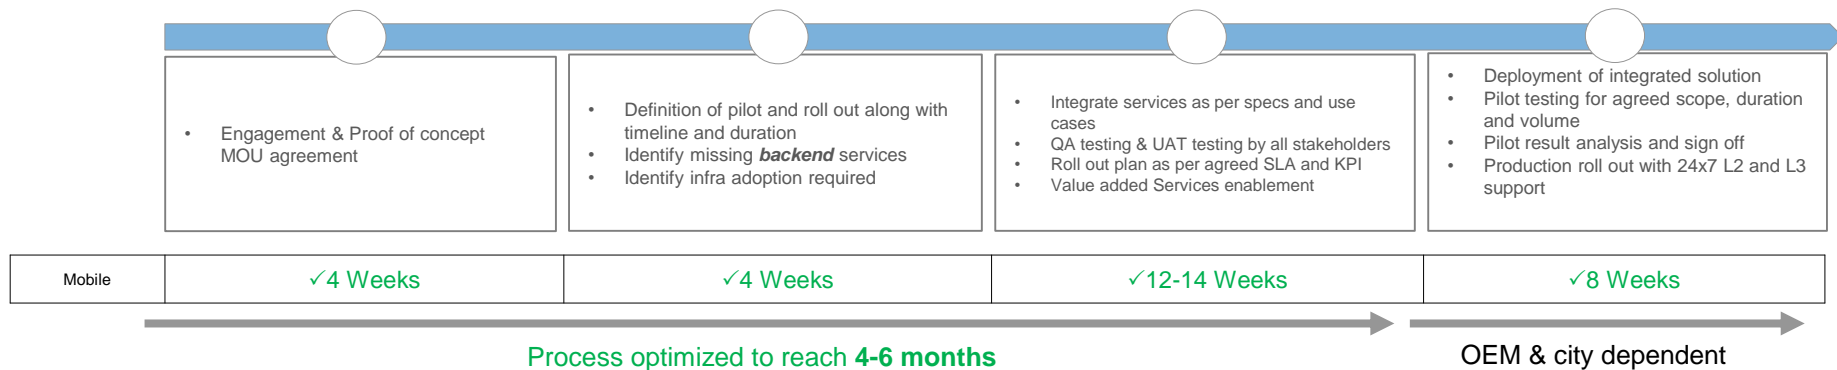 • Engagement & Proof of concept
MOU agreement
• Definition of pilot and roll out along with
timeline and duration
• Identify missing backend services
• Identify infra adoption required
• Integrate services as per specs and use
cases
• QA testing & UAT testing by all stakeholders
• Roll out plan as per agreed SLA and KPI
• Value added Services enablement
• Deployment of integrated solution
• Pilot testing for agreed scope, duration
and volume
• Pilot result analysis and sign off
• Production roll out with 24x7 L2 and L3
support
Mobile
✓4 Weeks
✓4 Weeks
✓12-14 Weeks
✓8 Weeks
Process optimized to reach 4-6 months
OEM & city dependent